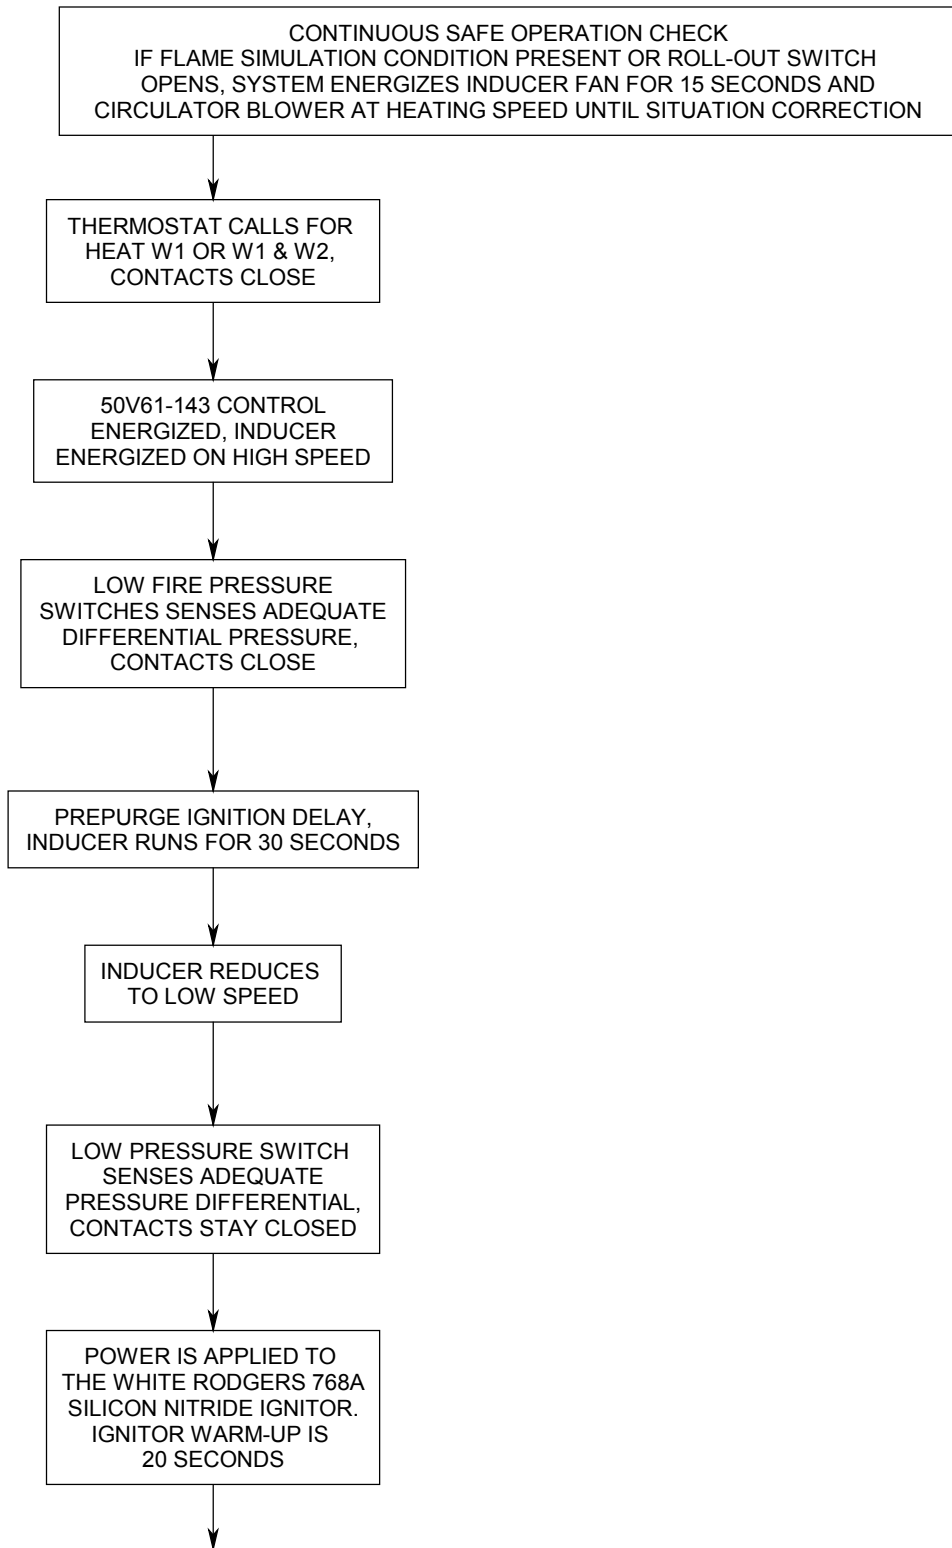 CONTINUOUS SAFE OPERATION CHECK
IF FLAME SIMULATION CONDITION PRESENT OR ROLL-OUT SWITCH
OPENS, SYSTEM ENERGIZES INDUCER FAN FOR 15 SECONDS AND
CIRCULATOR BLOWER AT HEATING SPEED UNTIL SITUATION CORRECTION
THERMOSTAT CALLS FOR
HEAT W1 OR W1 & W2,
CONTACTS CLOSE
50V61-143 CONTROL
ENERGIZED, INDUCER
ENERGIZED ON HIGH SPEED
LOW FIRE PRESSURE
SWITCHES SENSES ADEQUATE
DIFFERENTIAL PRESSURE,
CONTACTS CLOSE
PREPURGE IGNITION DELAY,
INDUCER RUNS FOR 30 SECONDS
INDUCER REDUCES
TO LOW SPEED
LOW PRESSURE SWITCH
SENSES ADEQUATE
PRESSURE DIFFERENTIAL,
CONTACTS STAY CLOSED
POWER IS APPLIED TO
THE WHITE RODGERS 768A
SILICON NITRIDE IGNITOR.
IGNITOR WARM-UP IS
20 SECONDS